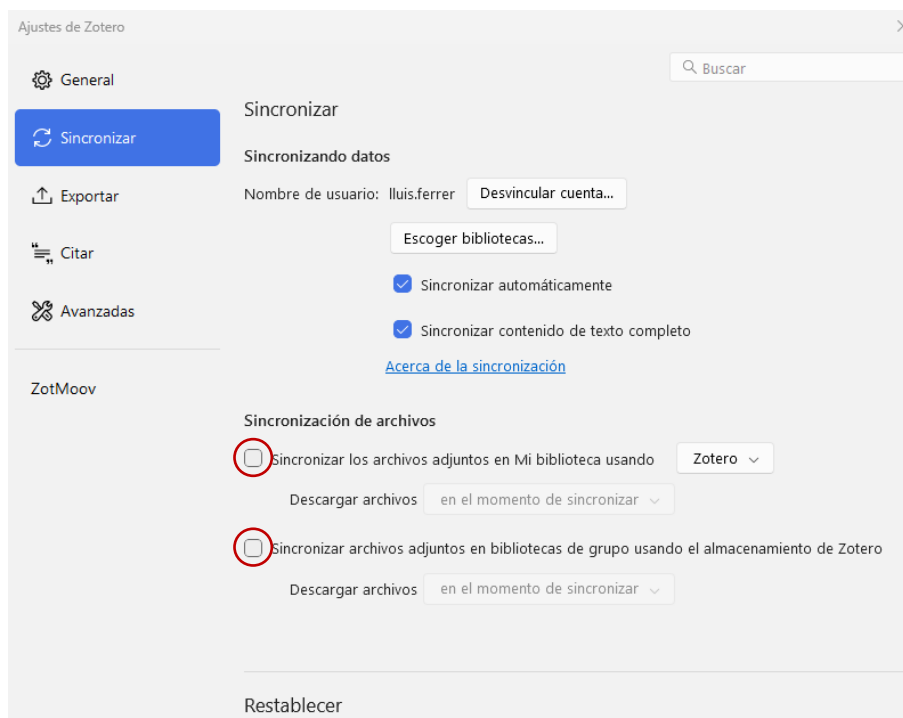 Ajustes de Zotero
Buscar
General
Sincronizar
Exportar
Citar
Avanzadas
ZotMoov
Sincronizar
Sincronizando datos
Nombre de usuario: lluis.ferrer Desvincular cuenta...
Escoger bibliotecas...
Sincronizar automáticamente
Sincronizar contenido de texto completo
Acerca de la sincronización
Sincronización de archivos
Sincronizar los archivos adjuntos en Mi biblioteca usando Zotero
Descargar archivos en el momento de sincronizar
Sincronizar archivos adjuntos en bibliotecas de grupo usando el almacenamiento de Zotero
Descargar archivos en el momento de sincronizar
Restablecer